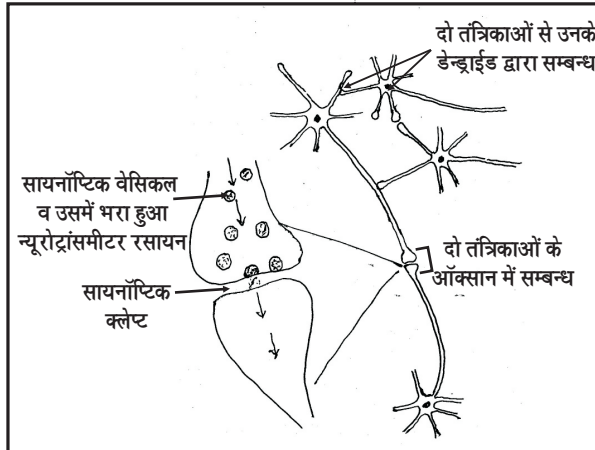 दो तंत्रिकाओं से उनके
डेन्ड्राईड द्वारा सम्बन्ध
सायनॉप्टिक वेसिकल
व उसमें भरा हुआ
न्यूरोट्रांसमीटर रसायन
सायनॉप्टिक
क्लेप्ट
दो तंत्रिकाओं के
ऑक्सान में सम्बन्ध